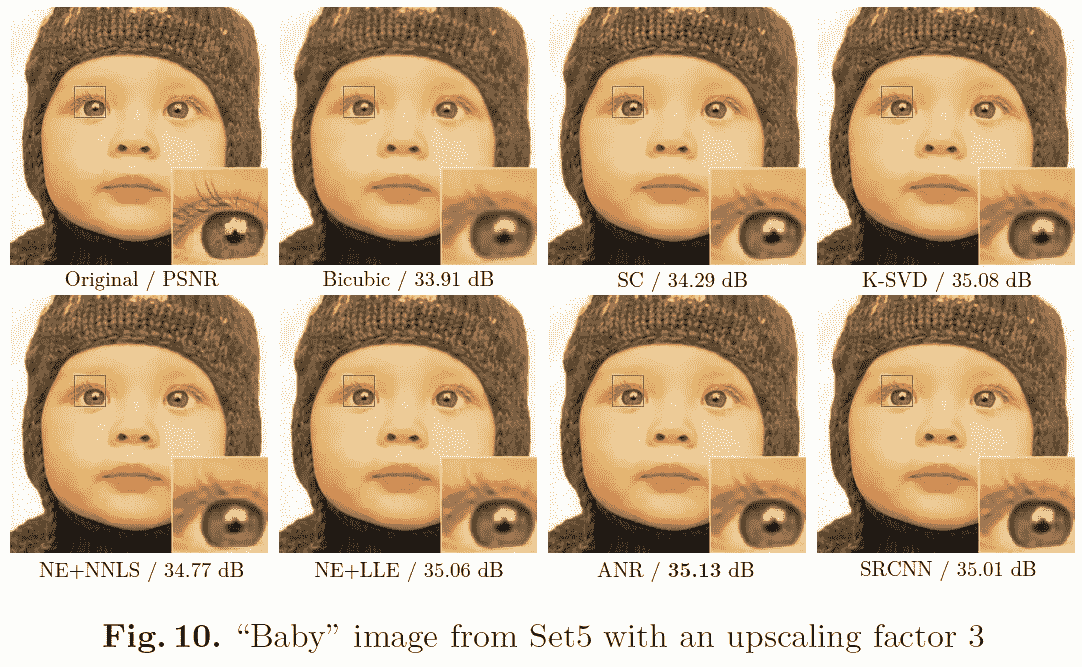 Original / PSNR
Bicubic / 33.91 dB
SC / 34.29 dB
K-SVD / 35.08 dB
NE+NNLS / 34.77 dB
NE+LLE / 35.06 dB
ANR / 35.13 dB
SRCNN / 35.01 dB
Fig. 10. “Baby” image from Set5 with an upscaling factor 3